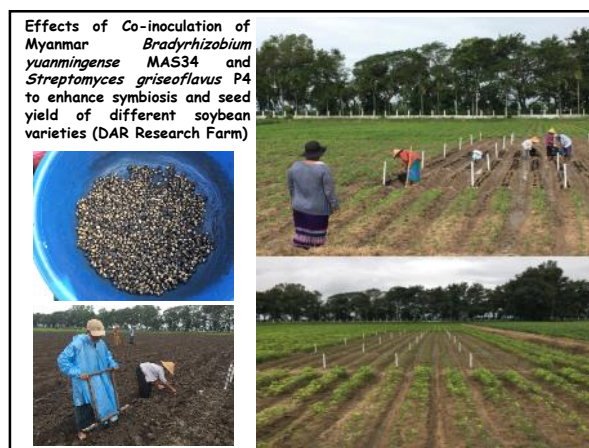 Effects of Co-inoculation of
Myanmar Bradyrhizobium
yuanmingense MAS34 and
Streptomyces griseoflavus P4
to enhance symbiosis and seed
yield of different soybean
varieties (DAR Research Farm)